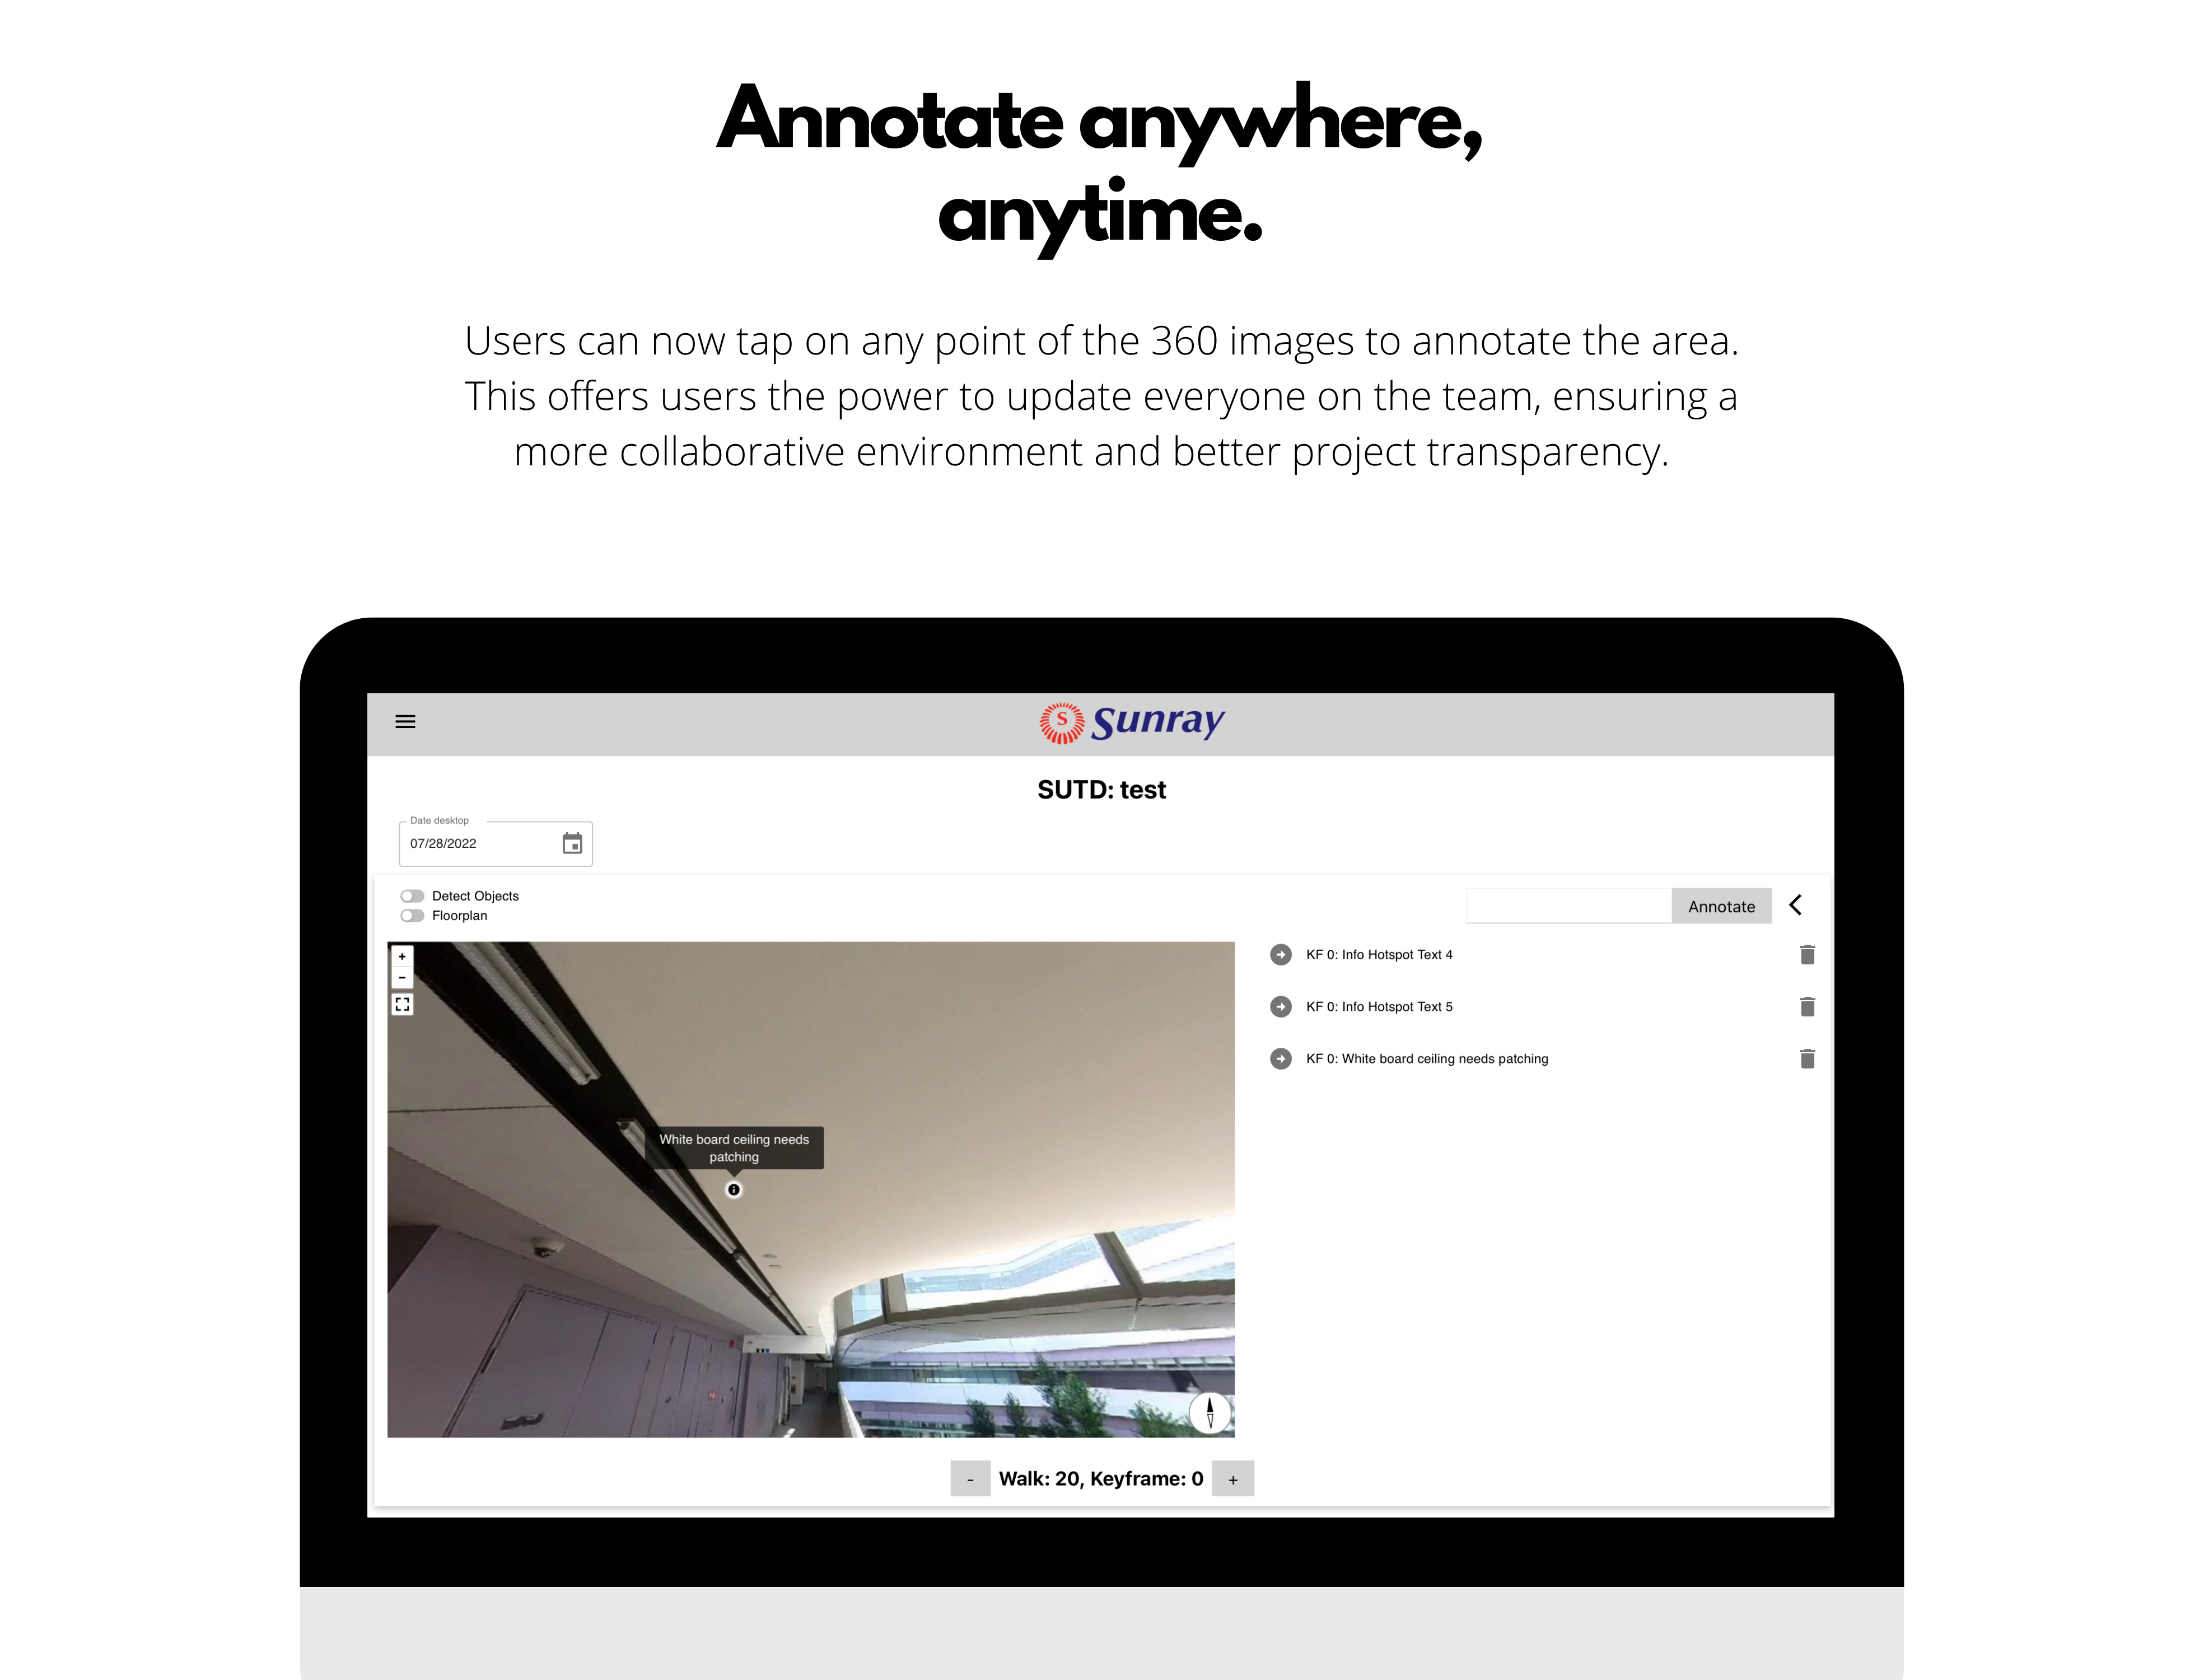 Annotate anywhere,
anytime.
Users can now tap on any point of the 360 images to annotate the area.
This offers users the power to update everyone on the team, ensuring a
more collaborative environment and better project transparency.
S Sunray
SUTD: test
Date desktop
07/28/2022
Detect Objects
Floorplan
Annotate
+
-
White board ceiling needs
patching
KF 0: Info Hotspot Text 4
KF 0: Info Hotspot Text 5
KF 0: White board ceiling needs patching
- Walk: 20, Keyframe: 0 +